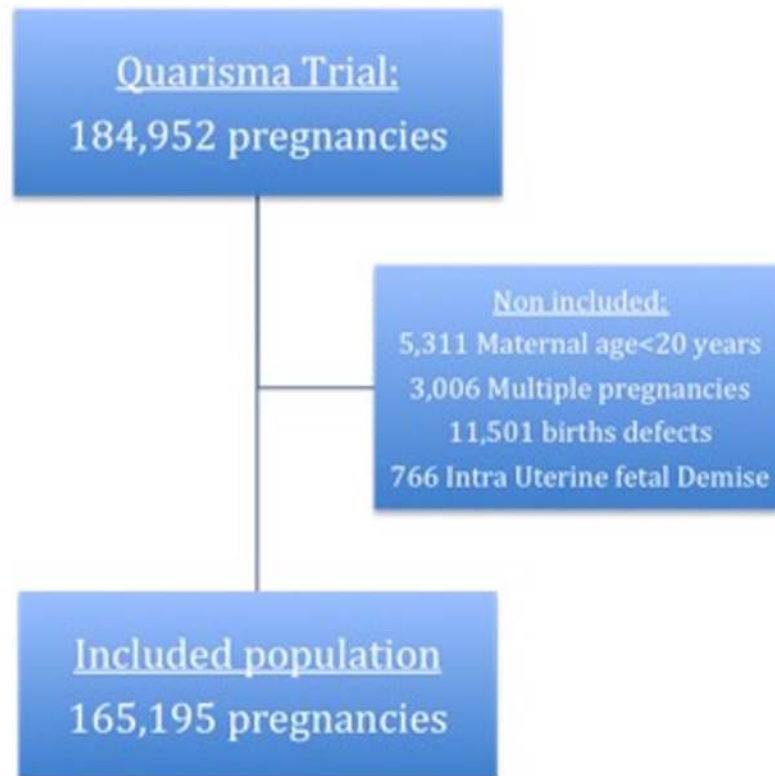 Quarisma Trial:
184,952 pregnancies
Non included:
5,311 Maternal age<20 years
3,006 Multiple pregnancies
11,501 births defects
766 Intra Uterine fetal Demise
Included population
165,195 pregnancies